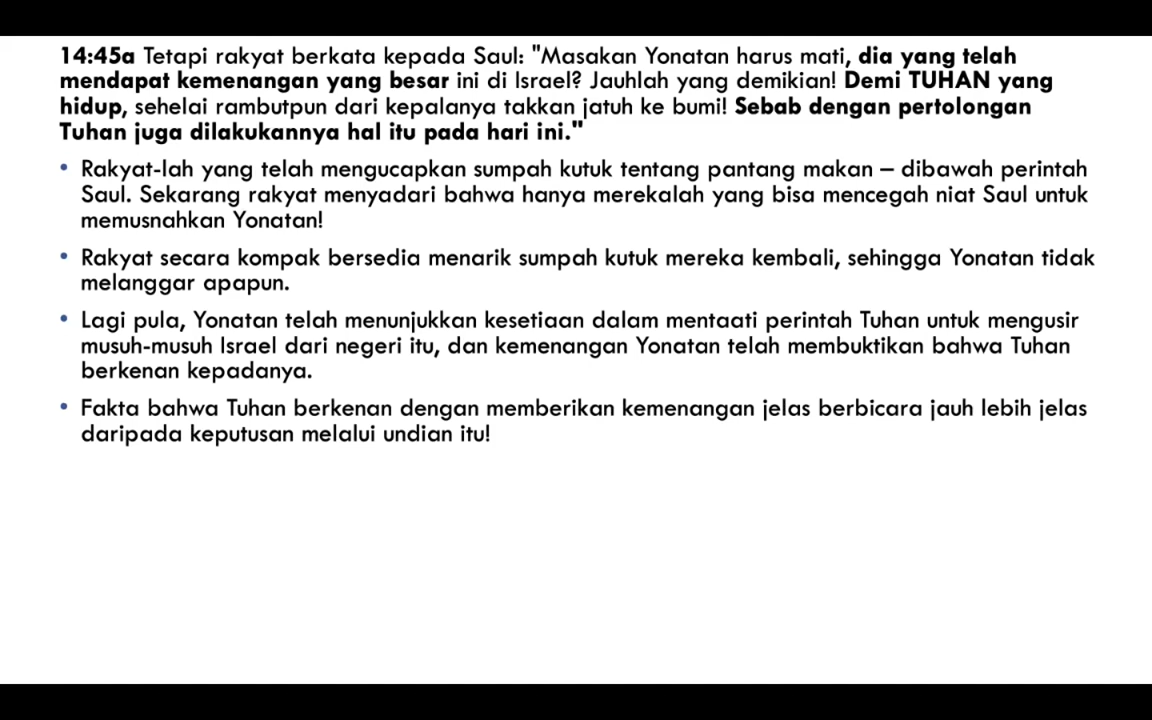 14:45a Tetapi rakyat berkata kepada Saul: "Masakan Yonatan harus mati, dia yang telah
mendapat kemenangan yang besar ini di Israel? Jauhlah yang demikian! Demi TUHAN yang
hidup, sehelai rambutpun dari kepalanya takkan jatuh ke bumi! Sebab dengan pertolongan
Tuhan juga dilakukannya hal itu pada hari ini."
• Rakyat-lah yang telah mengucapkan sumpah kutuk tentang pantang makan – dibawah perintah
Saul. Sekarang rakyat menyadari bahwa hanya merekalah yang bisa mencegah niat Saul untuk
memusnahkan Yonatan!
• Rakyat secara kompak bersedia menarik sumpah kutuk mereka kembali, sehingga Yonatan tidak
melanggar apapun.
• Lagi pula, Yonatan telah menunjukkan kesetiaan dalam mentaati perintah Tuhan untuk mengusir
musuh-musuh Israel dari negeri itu, dan kemenangan Yonatan telah membuktikan bahwa Tuhan
berkenan kepadanya.
• Fakta bahwa Tuhan berkenan dengan memberikan kemenangan jelas berbicara jauh lebih jelas
daripada keputusan melalui undian itu!